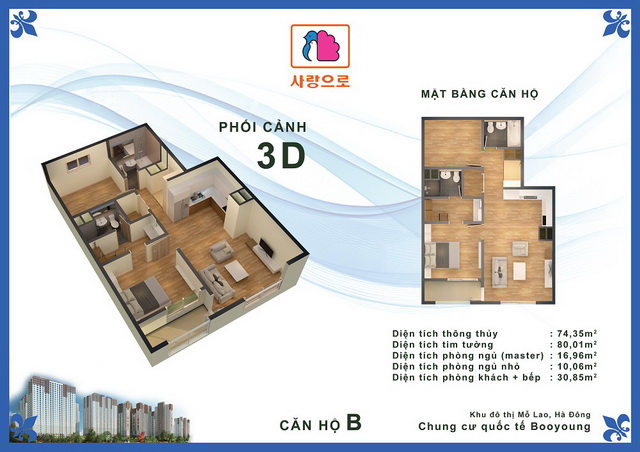 사랑으로
PHỐI CẢNH
3D
MẶT BẰNG CĂN HỘ
Diện tích thông thủy : 74,35m²
Diện tích tim tường : 80,01m²
Diện tích phòng ngủ (master) : 16,96m²
Diện tích phòng ngủ nhỏ : 10,06m²
Diện tích phòng khách + bếp : 30,85m²
CĂN HỘ B
Khu đô thị Mỗ Lao, Hà Đông
Chung cư quốc tế Booyoung